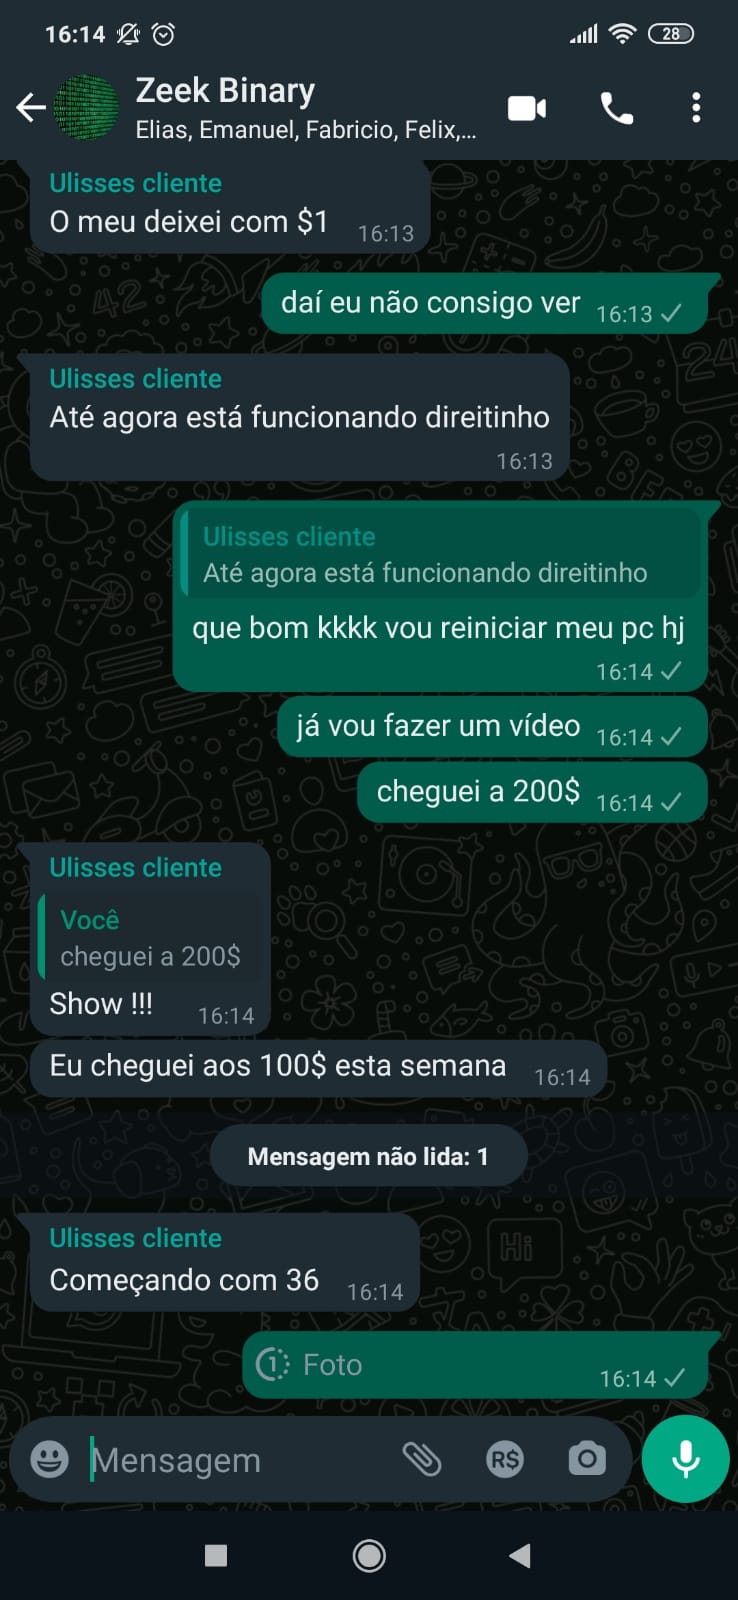 16:14
28
Zeek Binary
Elias, Emanuel, Fabricio, Felix,...
Ulisses cliente
O meu deixei com $1
16:13
daí eu não consigo ver
16:13
Ulisses cliente
Até agora está funcionando direitinho
16:13
Ulisses cliente
Até agora está funcionando direitinho
que bom kkkk vou reiniciar meu pc hj
16:14
já vou fazer um vídeo
16:14
cheguei a 200$
16:14
Ulisses cliente
Você
cheguei a 200$
Show !!!
16:14
Eu cheguei aos 100$ esta semana
16:14
Mensagem não lida: 1
Ulisses cliente
Começando com 36
16:14
1 Foto
16:14
Mensagem
R$